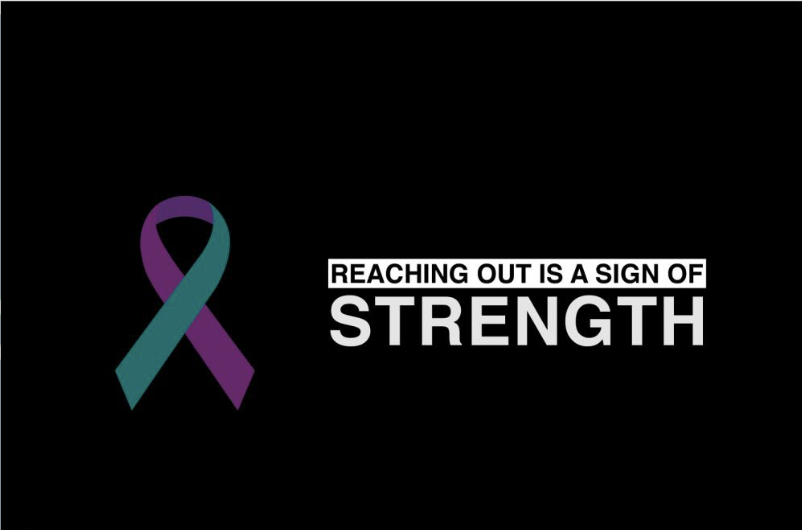 REACHING OUT IS A SIGN OF
STRENGTH